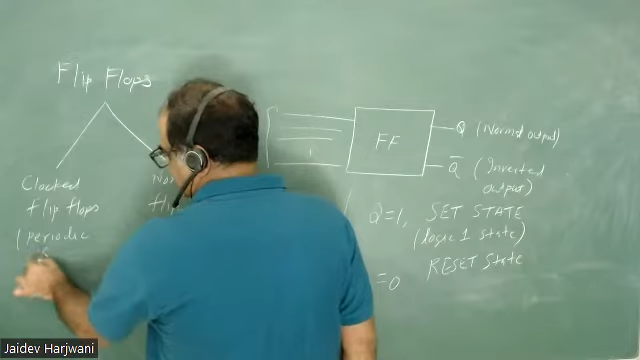 Flip Flops
Clocked
flip flops
(periodic
FF
Q (Normal output)
Q̅ (Inverted
output)
Q=1, SET STATE
(logic 1 state)
=0 RESET State
Jaidev Harjwani